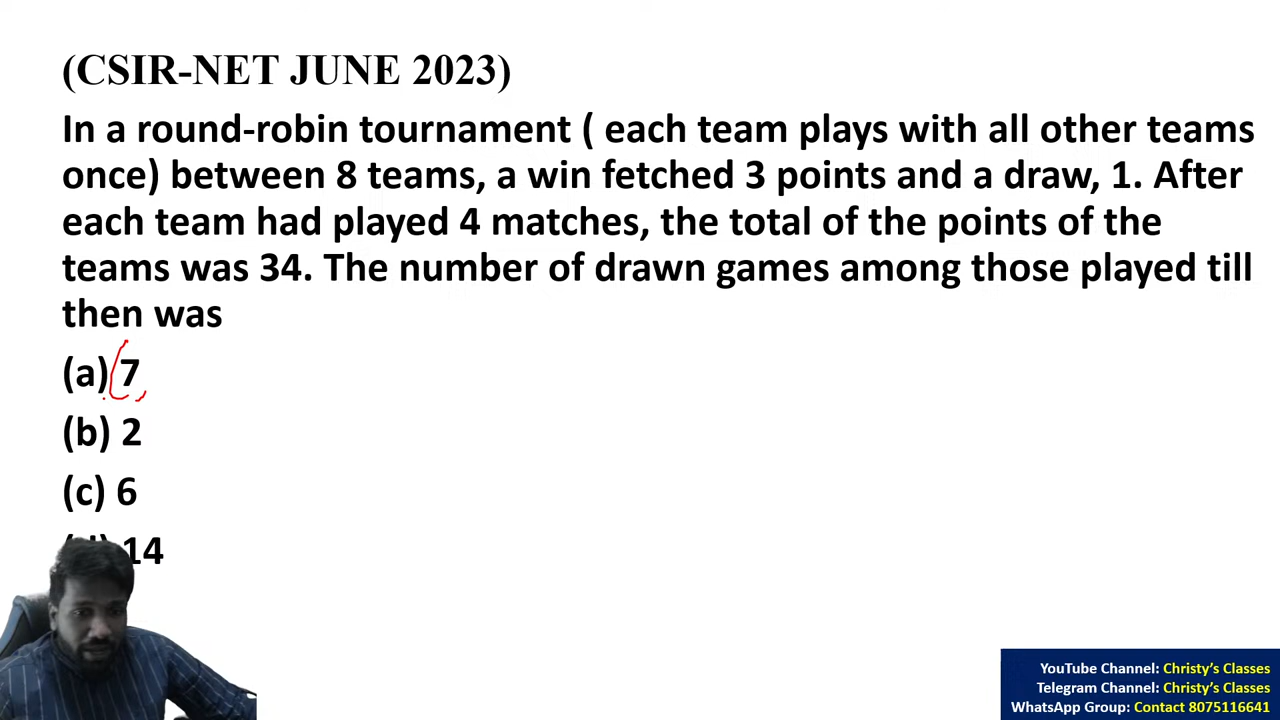 (CSIR-NET JUNE 2023)
In a round-robin tournament ( each team plays with all other teams
once) between 8 teams, a win fetched 3 points and a draw, 1. After
each team had played 4 matches, the total of the points of the
teams was 34. The number of drawn games among those played till
then was
(a) 7
(b) 2
(c) 6
14
YouTube Channel: Christy's Classes
Telegram Channel: Christy's Classes
WhatsApp Group: Contact 8075116641